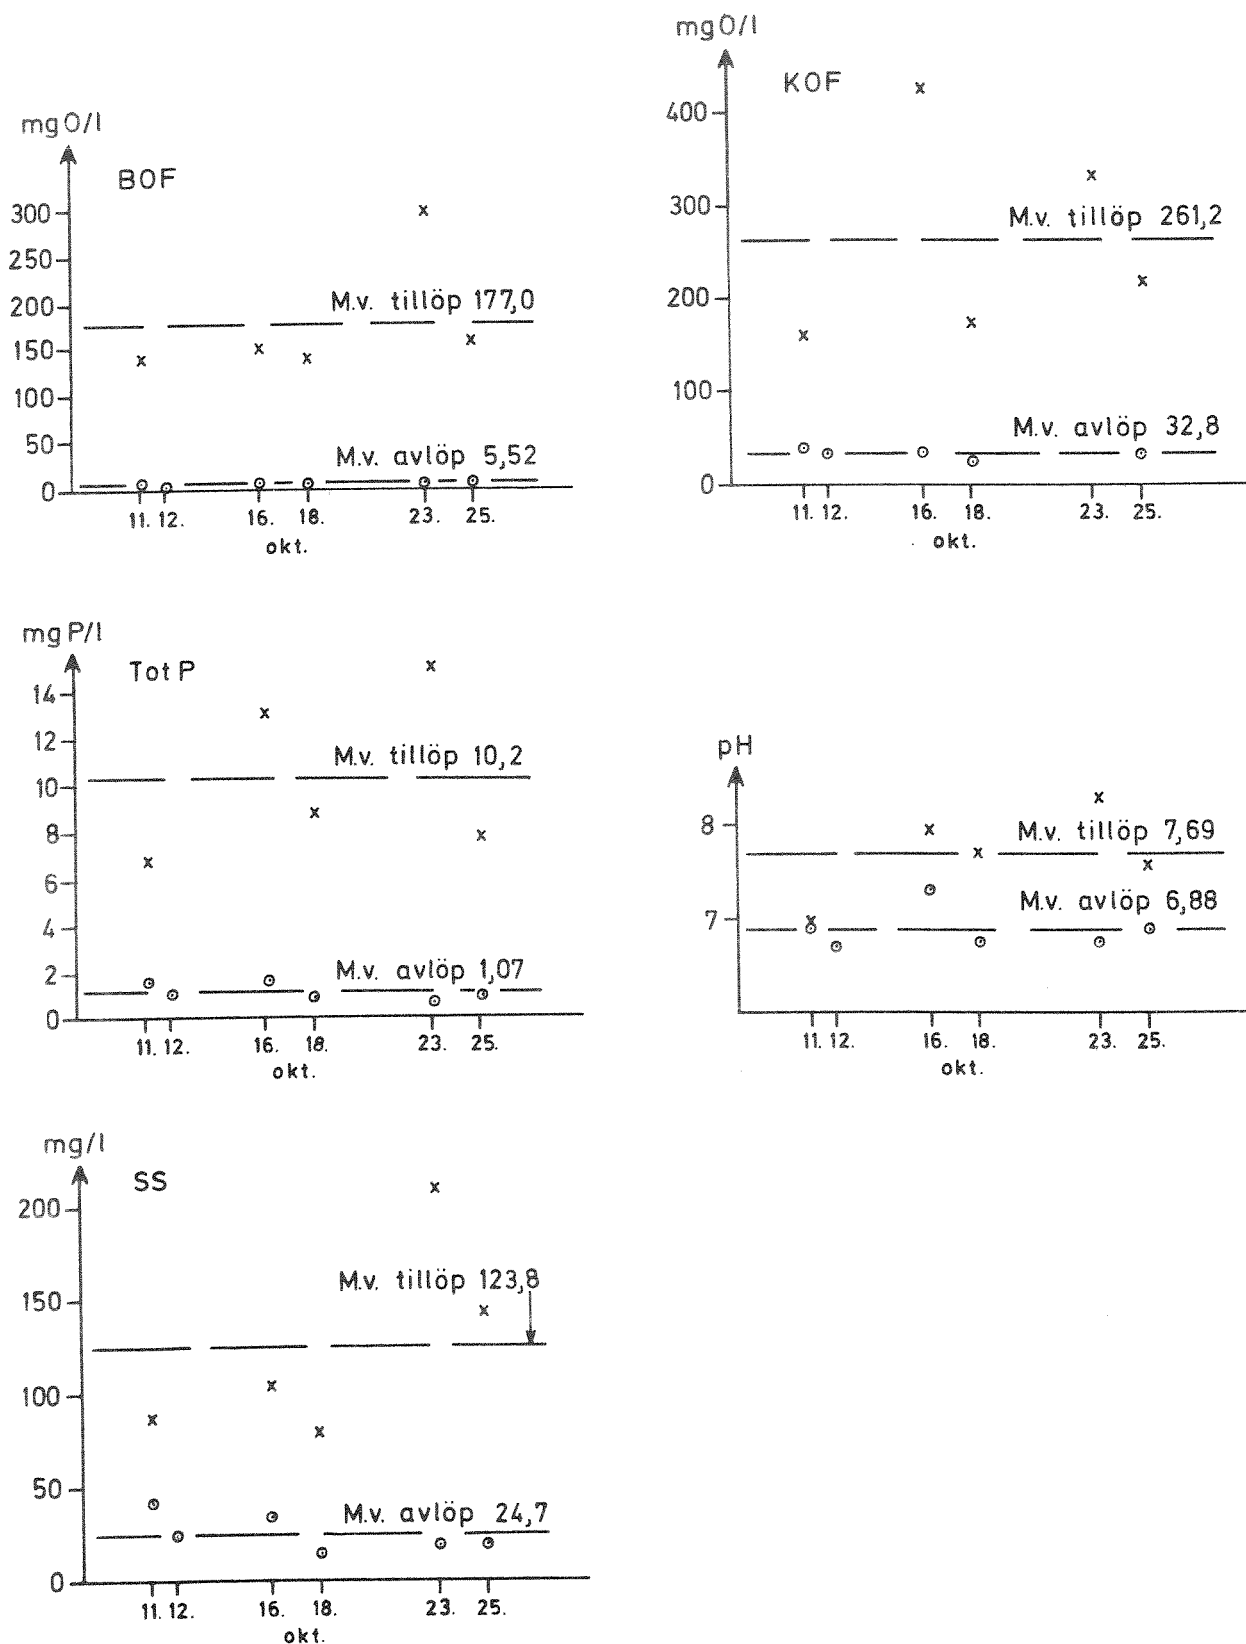 mgO/l
BOF
300
250
200
150
100
50
0
M.v. tillöp 177,0
M.v. avlöp 5,52
11. 12. 16. 18. 23. 25.
okt.
mgO/l
KOF
400
300
200
100
0
M.v. tillöp 261,2
M.v. avlöp 32,8
11. 12. 16. 18. 23. 25.
okt.
mgP/l
Tot P
14
12
10
8
6
4
2
0
M.v. tillöp 10,2
M.v. avlöp 1,07
11. 12. 16. 18. 23. 25.
okt.
pH
8
7
M.v. tillöp 7,69
M.v. avlöp 6,88
11. 12. 16. 18. 23. 25.
okt.
mg/l
SS
200
150
100
50
0
M.v. tillöp 123,8
M.v. avlöp 24,7
11. 12. 16. 18. 23. 25.
okt.